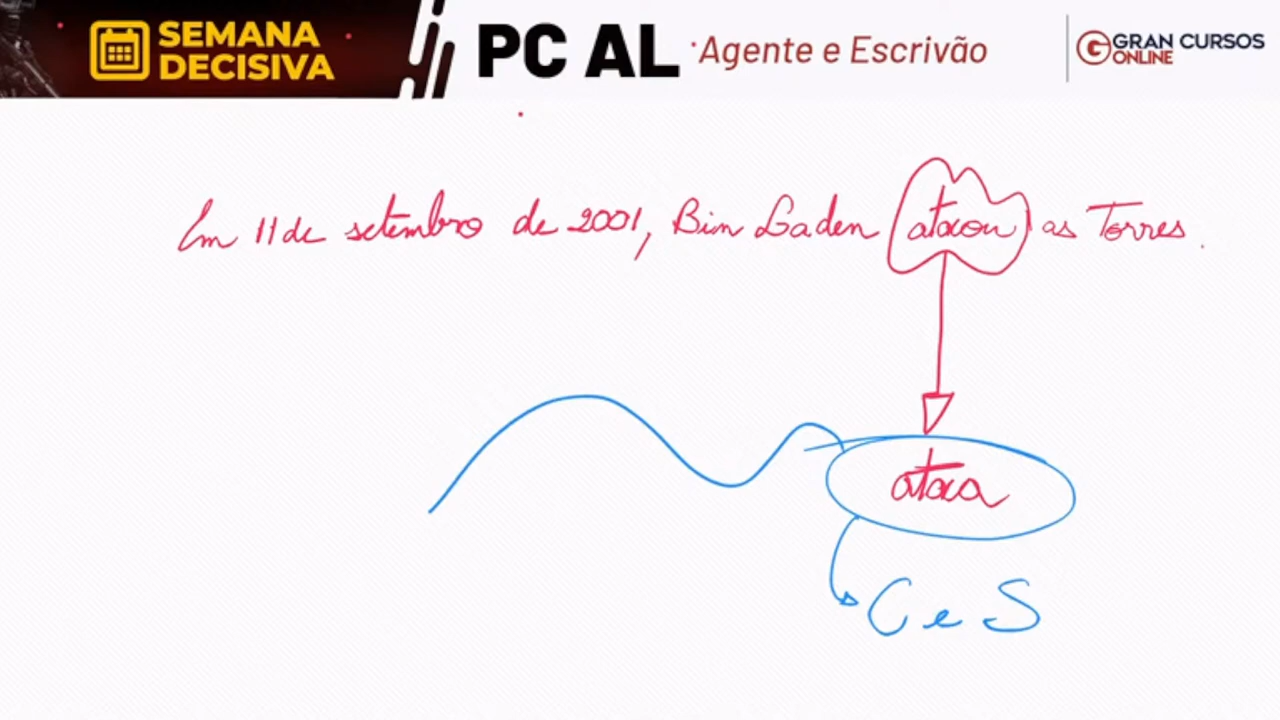 SEMANA
DECISIVA
PC AL Agente e Escrivão
GRAN CURSOS
ONLINE
Em 11 de setembro de 2001, Bin Laden atacou as Torres.
ataca
C e S